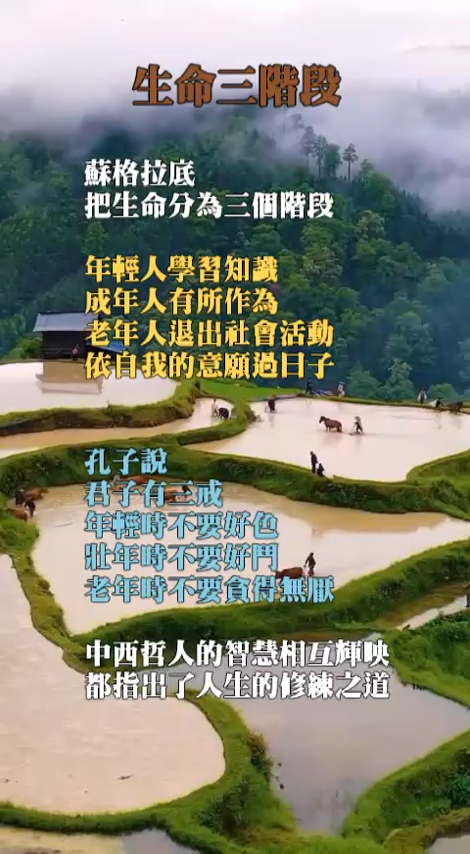 生命三階段
蘇格拉底
把生命分為三個階段
年輕人學習知識
成年人有所作為
老年人退出社會活動
依自我的意願過日子
孔子說
君子有三戒
年輕時不要好色
壯年時不要好鬥
老年時不要貪得無厭
中西哲人的智慧相互輝映
都指出了人生的修練之道